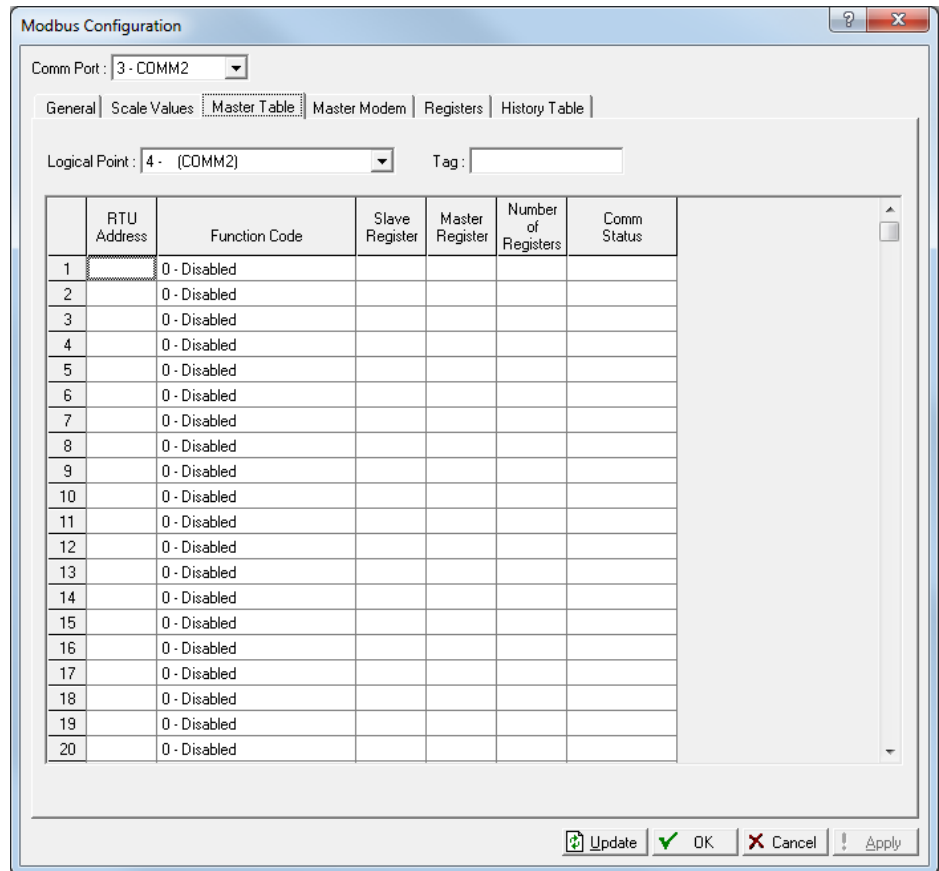 Modbus Configuration
Comm Port : 3 - COMM2
General Scale Values Master Table Master Modem Registers History Table
Logical Point : 4 - (COMM2) Tag :
RTU Address Function Code Slave Register Master Register Number of Registers Comm Status
1 0 - Disabled
2 0 - Disabled
3 0 - Disabled
4 0 - Disabled
5 0 - Disabled
6 0 - Disabled
7 0 - Disabled
8 0 - Disabled
9 0 - Disabled
10 0 - Disabled
11 0 - Disabled
12 0 - Disabled
13 0 - Disabled
14 0 - Disabled
15 0 - Disabled
16 0 - Disabled
17 0 - Disabled
18 0 - Disabled
19 0 - Disabled
20 0 - Disabled
Update OK Cancel Apply